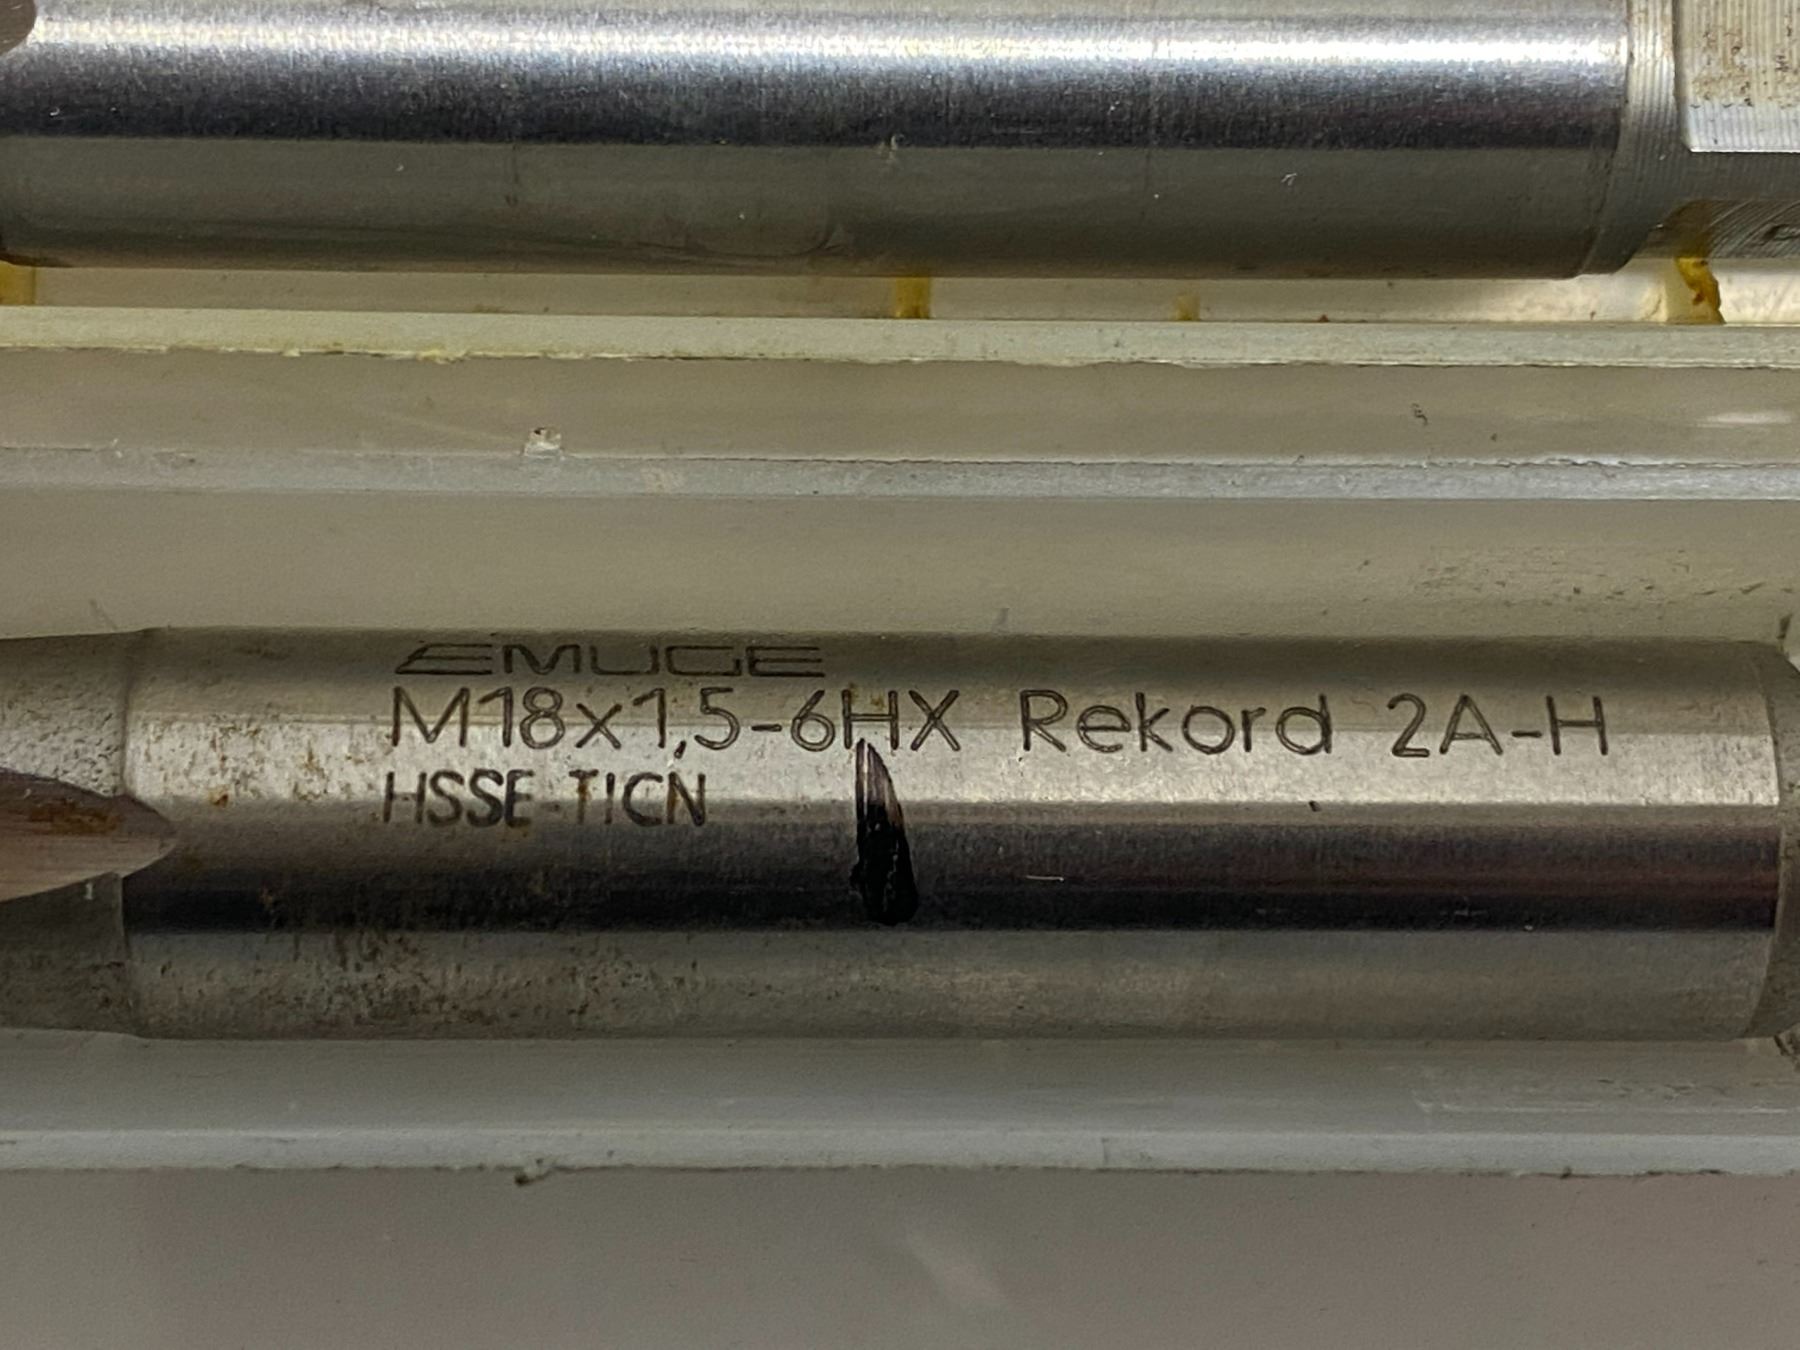 EMUGE
M18x1,5-6HX Rekord 2A-H
HSSE TICN